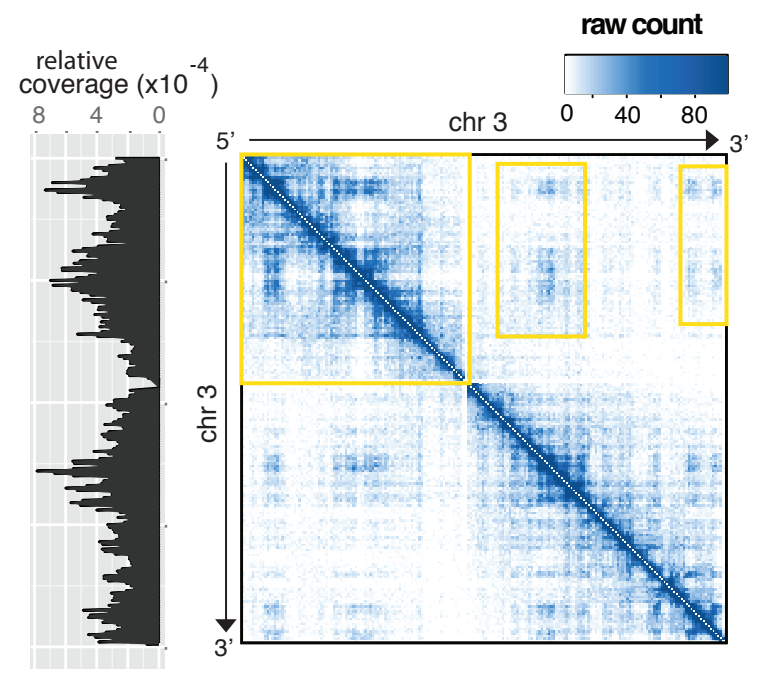 raw count
0 40 80
relative
coverage (x10⁻⁴)
8 4 0
chr 3
5’ 3’
chr 3
3’